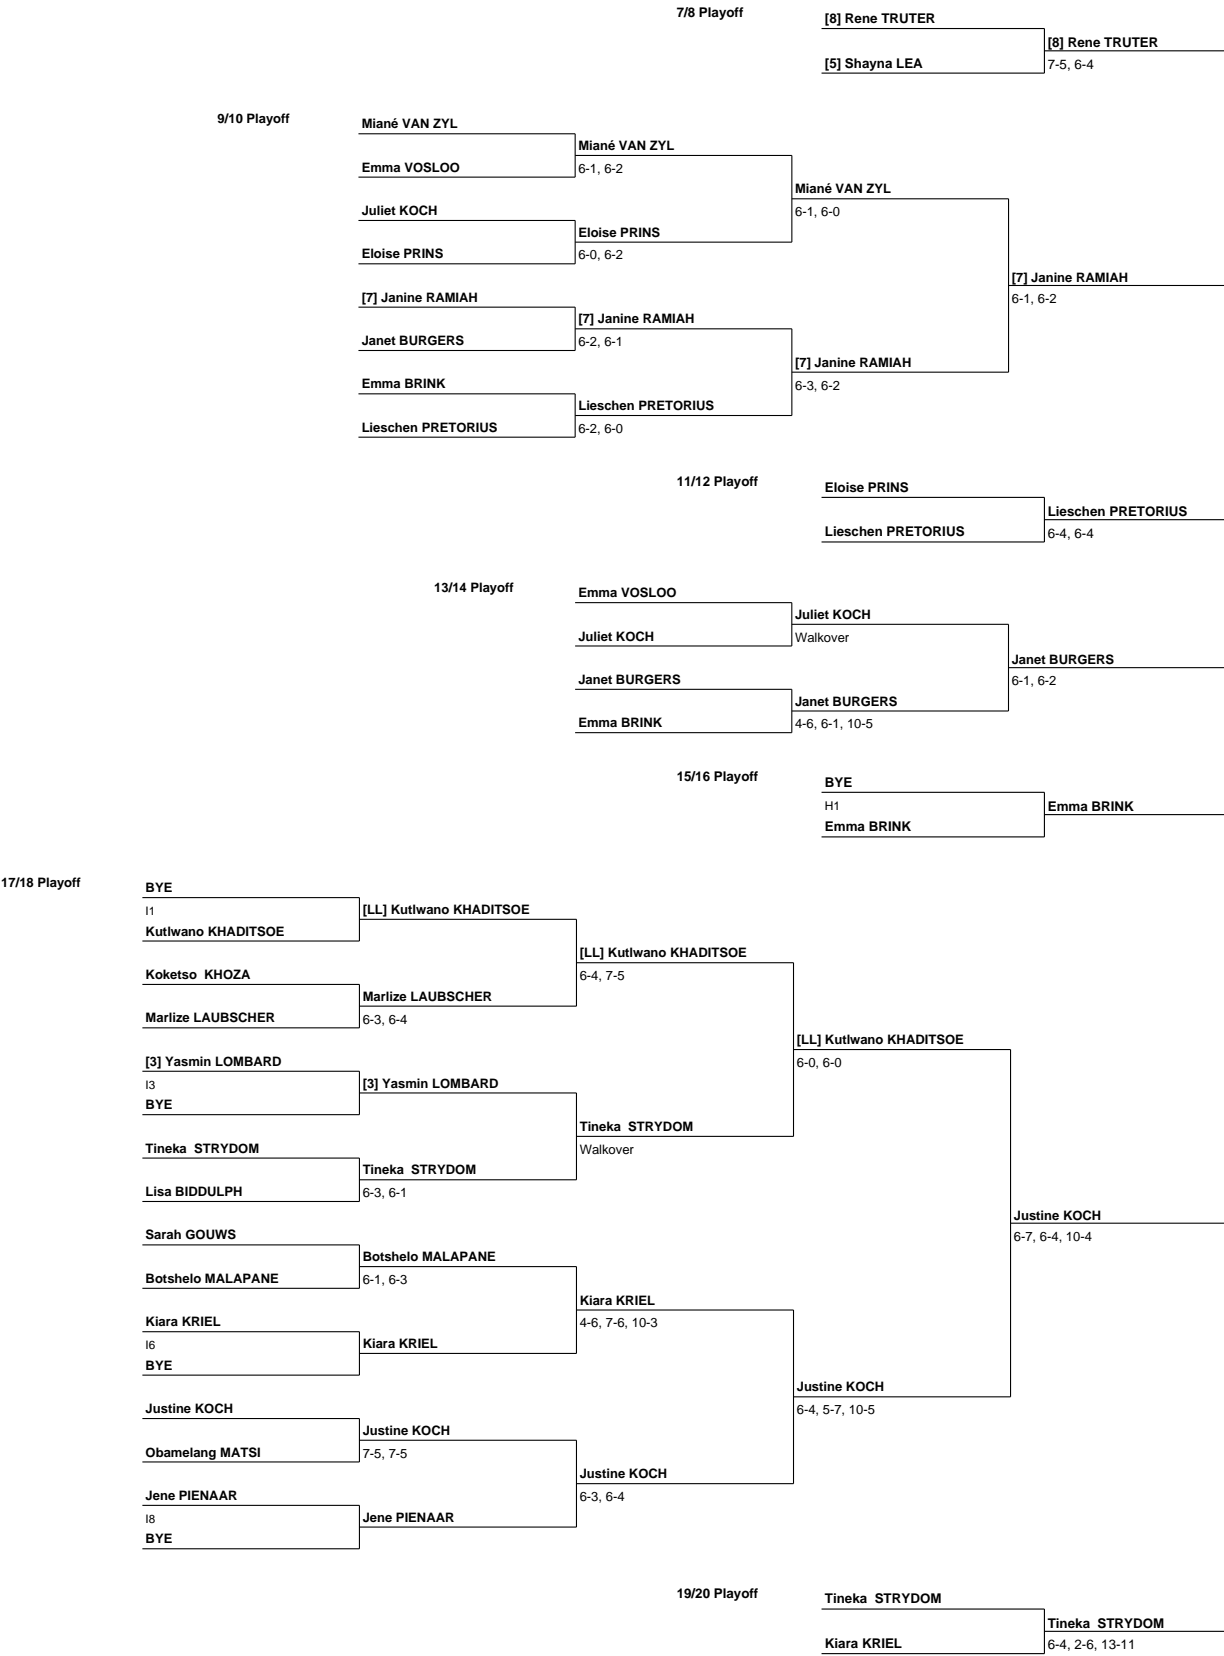 7/8 Playoff
[8] Rene TRUTER
[8] Rene TRUTER
[5] Shayna LEA
7-5, 6-4
9/10 Playoff
Miané VAN ZYL
Miané VAN ZYL
Emma VOSLOO
6-1, 6-2
Miané VAN ZYL
Juliet KOCH
6-1, 6-0
Eloise PRINS
Eloise PRINS
6-0, 6-2
[7] Janine RAMIAH
6-1, 6-2
[7] Janine RAMIAH
[7] Janine RAMIAH
Janet BURGERS
6-2, 6-1
[7] Janine RAMIAH
Emma BRINK
6-3, 6-2
Lieschen PRETORIUS
Lieschen PRETORIUS
6-2, 6-0
11/12 Playoff
Eloise PRINS
Lieschen PRETORIUS
Lieschen PRETORIUS
6-4, 6-4
13/14 Playoff
Emma VOSLOO
Juliet KOCH
Juliet KOCH
Walkover
Janet BURGERS
Janet BURGERS
6-1, 6-2
Janet BURGERS
Emma BRINK
4-6, 6-1, 10-5
15/16 Playoff
BYE
H1
Emma BRINK
Emma BRINK
17/18 Playoff
BYE
I1
[LL] Kutlwano KHADITSOE
Kutlwano KHADITSOE
[LL] Kutlwano KHADITSOE
Koketso  KHOZA
6-4, 7-5
Marlize LAUBSCHER
Marlize LAUBSCHER
6-3, 6-4
[LL] Kutlwano KHADITSOE
[3] Yasmin LOMBARD
6-0, 6-0
I3
[3] Yasmin LOMBARD
BYE
Tineka  STRYDOM
Tineka  STRYDOM
Walkover
Tineka  STRYDOM
Lisa BIDDULPH
6-3, 6-1
Justine KOCH
Sarah GOUWS
6-7, 6-4, 10-4
Botshelo MALAPANE
Botshelo MALAPANE
6-1, 6-3
Kiara KRIEL
Kiara KRIEL
4-6, 7-6, 10-3
I6
Kiara KRIEL
BYE
Justine KOCH
Justine KOCH
6-4, 5-7, 10-5
Justine KOCH
Obamelang MATSI
7-5, 7-5
Justine KOCH
Jene PIENAAR
6-3, 6-4
I8
Jene PIENAAR
BYE
19/20 Playoff
Tineka  STRYDOM
Tineka  STRYDOM
Kiara KRIEL
6-4, 2-6, 13-11